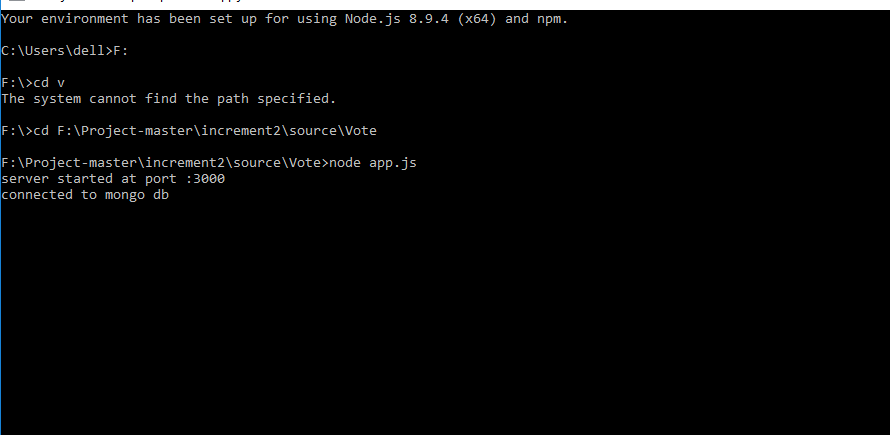 Your environment has been set up for using Node.js 8.9.4 (x64) and npm.
C:\Users\dell>F:
F:\>cd v
The system cannot find the path specified.
F:\>cd F:\Project-master\increment2\source\Vote
F:\Project-master\increment2\source\Vote>node app.js
server started at port :3000
connected to mongo db